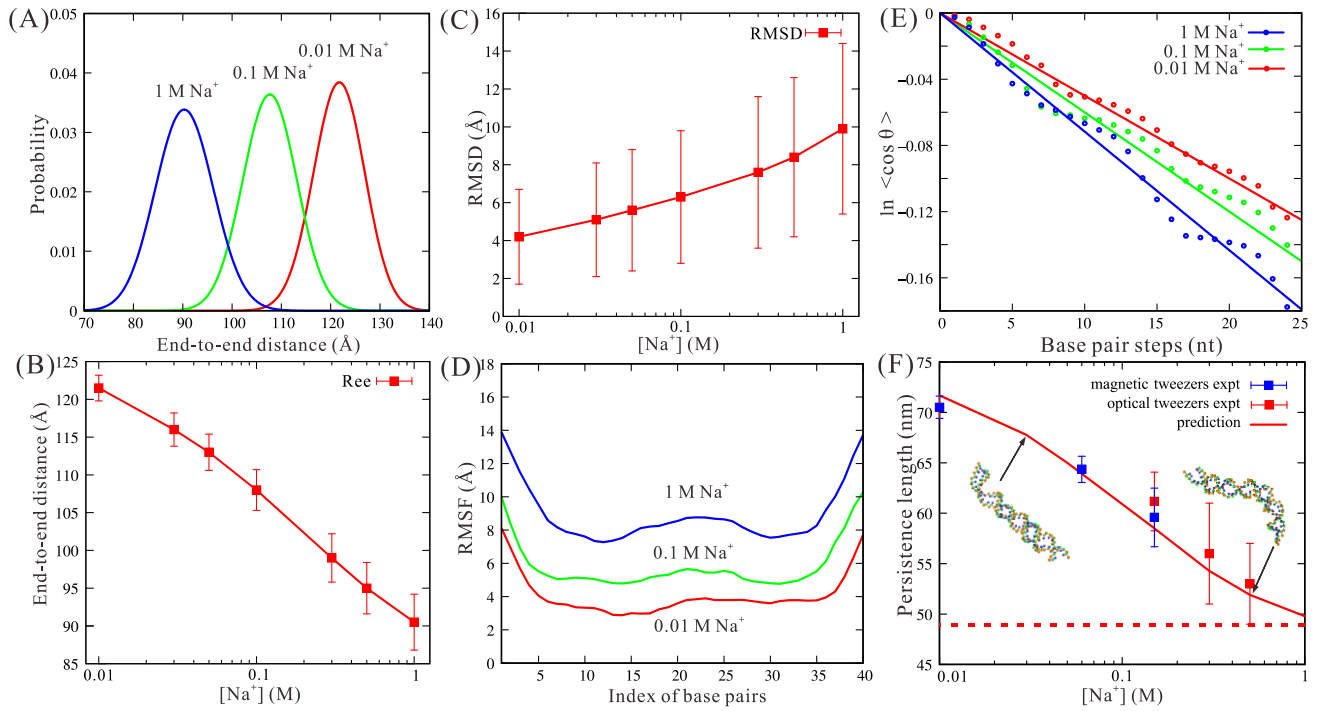 (A)
0.05
0.04
0.03
0.02
0.01
0
Probability
1 M Na⁺
0.1 M Na⁺
0.01 M Na⁺
70 80 90 100 110 120 130 140
End-to-end distance (Å)
(B)
125
120
115
110
105
100
95
90
85
End-to-end distance (Å)
Ree
0.01 0.1 1
[Na⁺] (M)
(C)
16
14
12
10
8
6
4
2
0
RMSD (Å)
RMSD
0.01 0.1 1
[Na⁺] (M)
(D)
18
16
14
12
10
8
6
4
2
0
RMSF (Å)
1 M Na⁺
0.1 M Na⁺
0.01 M Na⁺
5 10 15 20 25 30 35 40
Index of base pairs
(E)
0
−0.04
−0.08
−0.12
−0.16
ln <cos θ >
1 M Na⁺
0.1 M Na⁺
0.01 M Na⁺
0 5 10 15 20 25
Base pair steps (nt)
(F)
75
70
65
60
55
50
45
Persistence length (nm)
magnetic tweezers expt
optical tweezers expt
prediction
0.01 0.1 1
[Na⁺] (M)